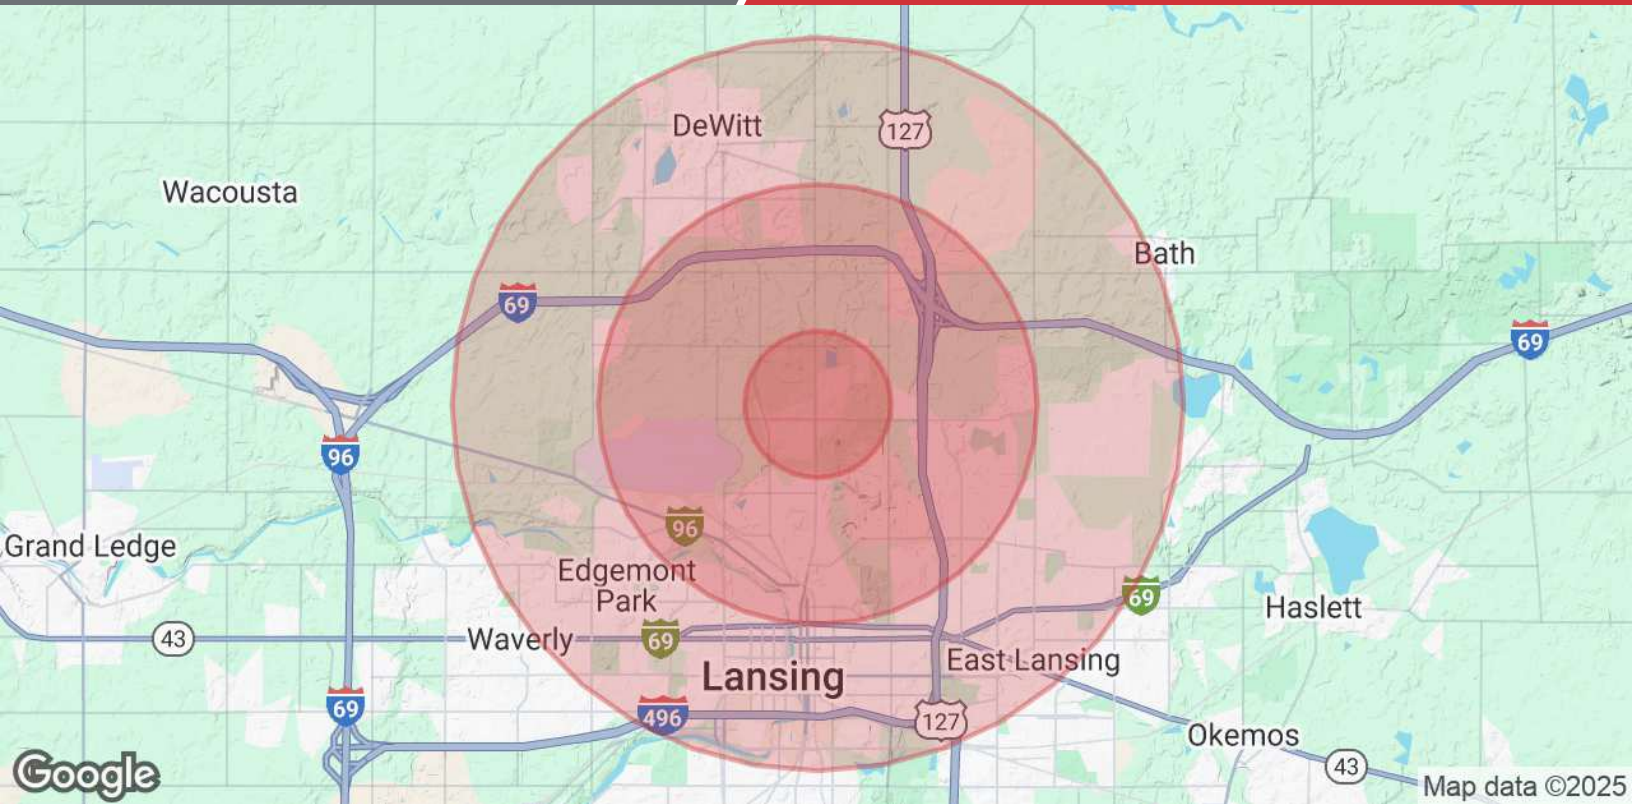 DeWitt
127
Wacousta
Bath
69
69
96
96
Grand Ledge
Edgemont
Park
69
Haslett
43
Waverly
69
East Lansing
Lansing
69
496
127
Okemos
43
Google
Map data ©2025